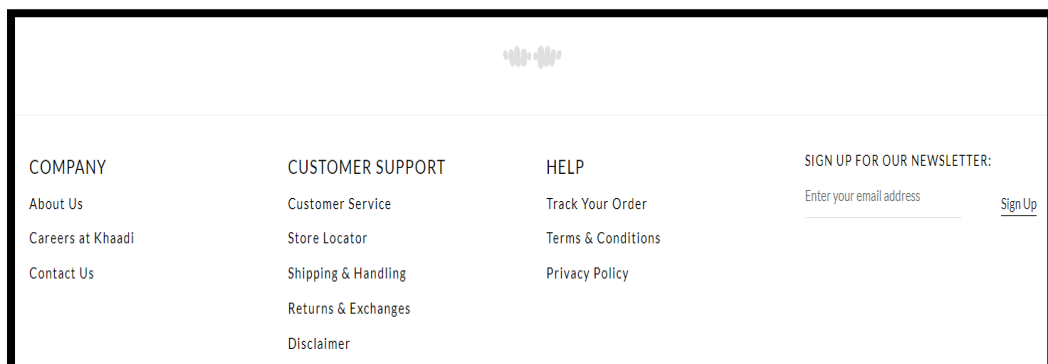 COMPANY
About Us
Careers at Khaadi
Contact Us
CUSTOMER SUPPORT
Customer Service
Store Locator
Shipping & Handling
Returns & Exchanges
Disclaimer
HELP
Track Your Order
Terms & Conditions
Privacy Policy
SIGN UP FOR OUR NEWSLETTER:
Enter your email address
Sign Up